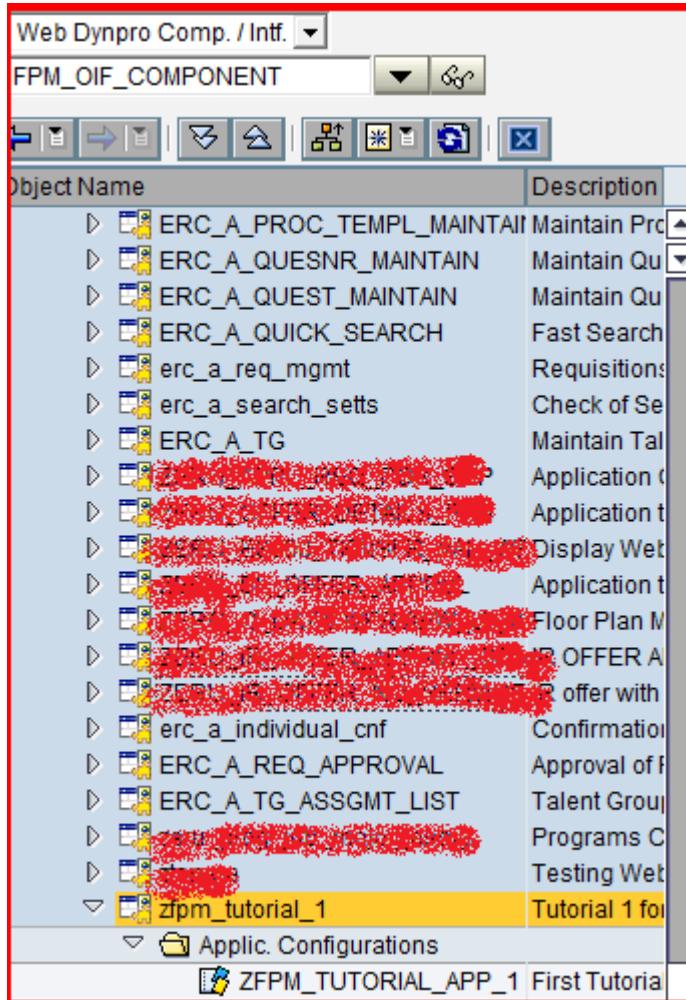 Web Dynpro Comp. / Intf.
FPM_OIF_COMPONENT
Object Name Description
ERC_A_PROC_TEMPL_MAINTAIN Maintain Pro
ERC_A_QUESNR_MAINTAIN Maintain Qu
ERC_A_QUEST_MAINTAIN Maintain Qu
ERC_A_QUICK_SEARCH Fast Search
erc_a_req_mgmt Requisitions
erc_a_search_setts Check of Se
ERC_A_TG Maintain Tal
Application
Application t
Display Web
Application t
Floor Plan M
OFFER A
offer with
erc_a_individual_cnf Confirmation
ERC_A_REQ_APPROVAL Approval of
ERC_A_TG_ASSGMT_LIST Talent Group
Programs C
Testing Web
zfpm_tutorial_1 Tutorial 1 for
Applic. Configurations
ZFPM_TUTORIAL_APP_1 First Tutoria